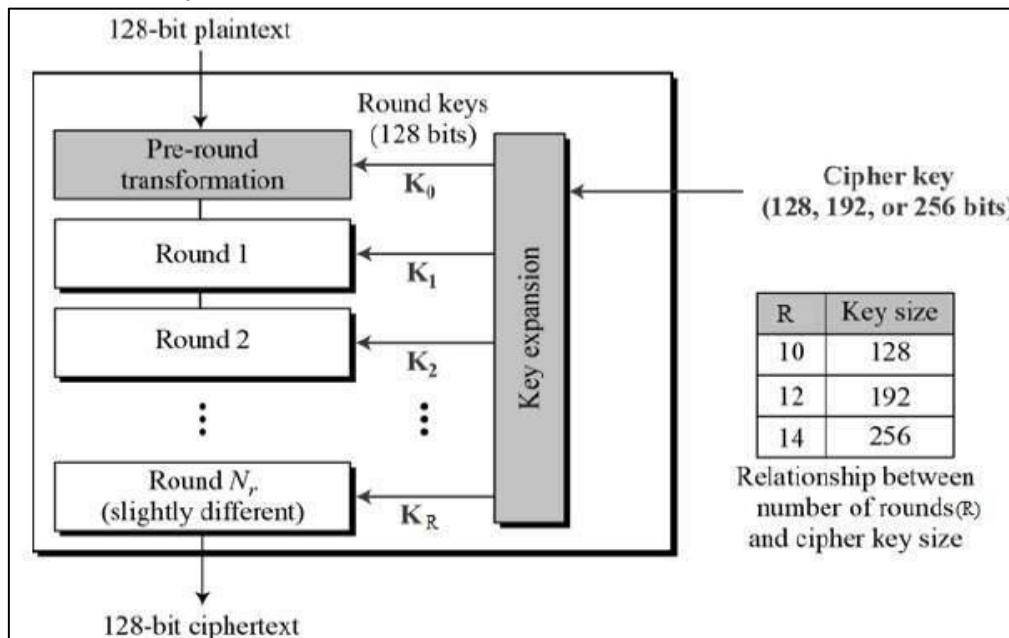 128-bit plaintext
Round keys
(128 bits)
Pre-round
transformation
K0
Cipher key
(128, 192, or 256 bits)
Round 1
K1
Round 2
K2
Key expansion
R Key size
10 128
12 192
14 256
Relationship between
number of rounds(R)
and cipher key size
Round Nr
(slightly different)
KR
128-bit ciphertext